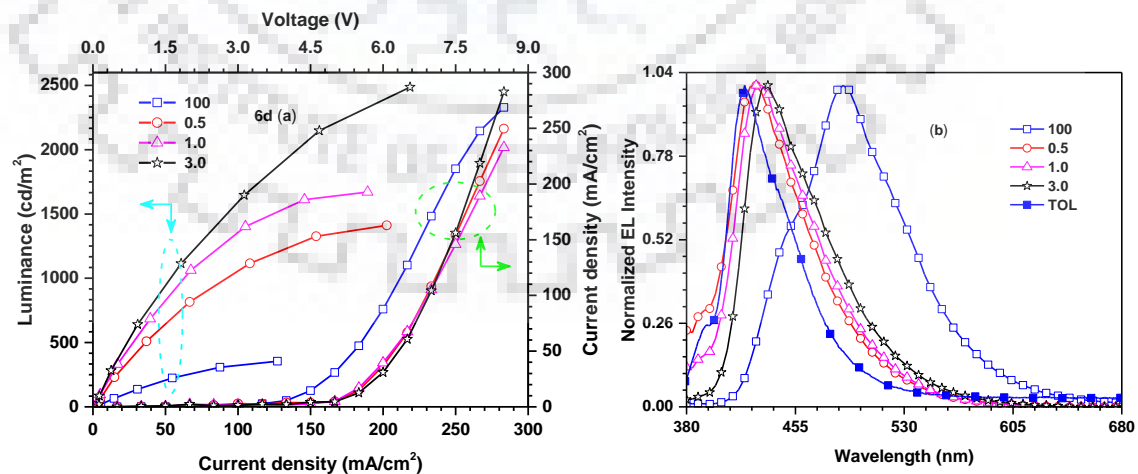 Voltage (V)
0.0 1.5 3.0 4.5 6.0 7.5 9.0
2500
2000
1500
1000
500
0
Luminance (cd/m²)
100
0.5
1.0
3.0
6d (a)
300
250
200
150
100
50
0
Current density (mA/cm²)
0 50 100 150 200 250 300
Current density (mA/cm²)
1.04
0.78
0.52
0.26
0.00
Normalized EL Intensity
(b)
100
0.5
1.0
3.0
TOL
380 455 530 605 680
Wavelength (nm)